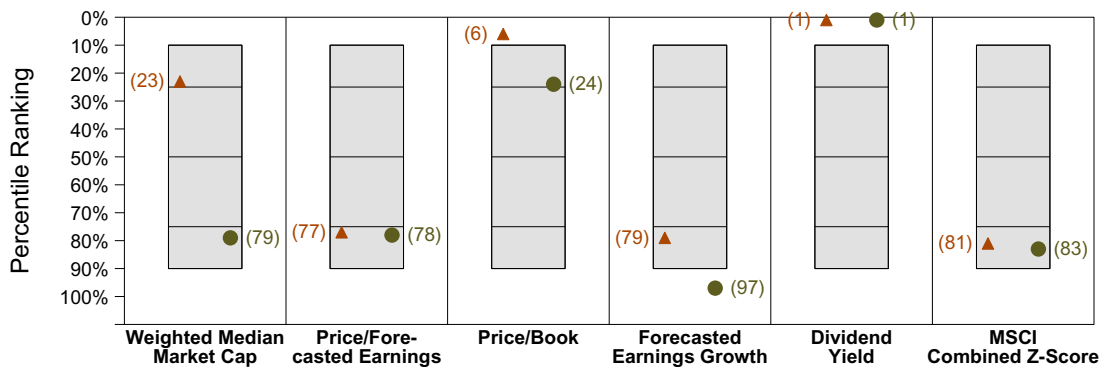 Percentile Ranking
0%
10%
20%
30%
40%
50%
60%
70%
80%
90%
100%
(23)
(79)
(77)
(78)
(6)
(24)
(79)
(97)
(1)
(1)
(81)
(83)
Weighted Median
Market Cap
Price/Fore-
casted Earnings
Price/Book
Forecasted
Earnings Growth
Dividend
Yield
MSCI
Combined Z-Score